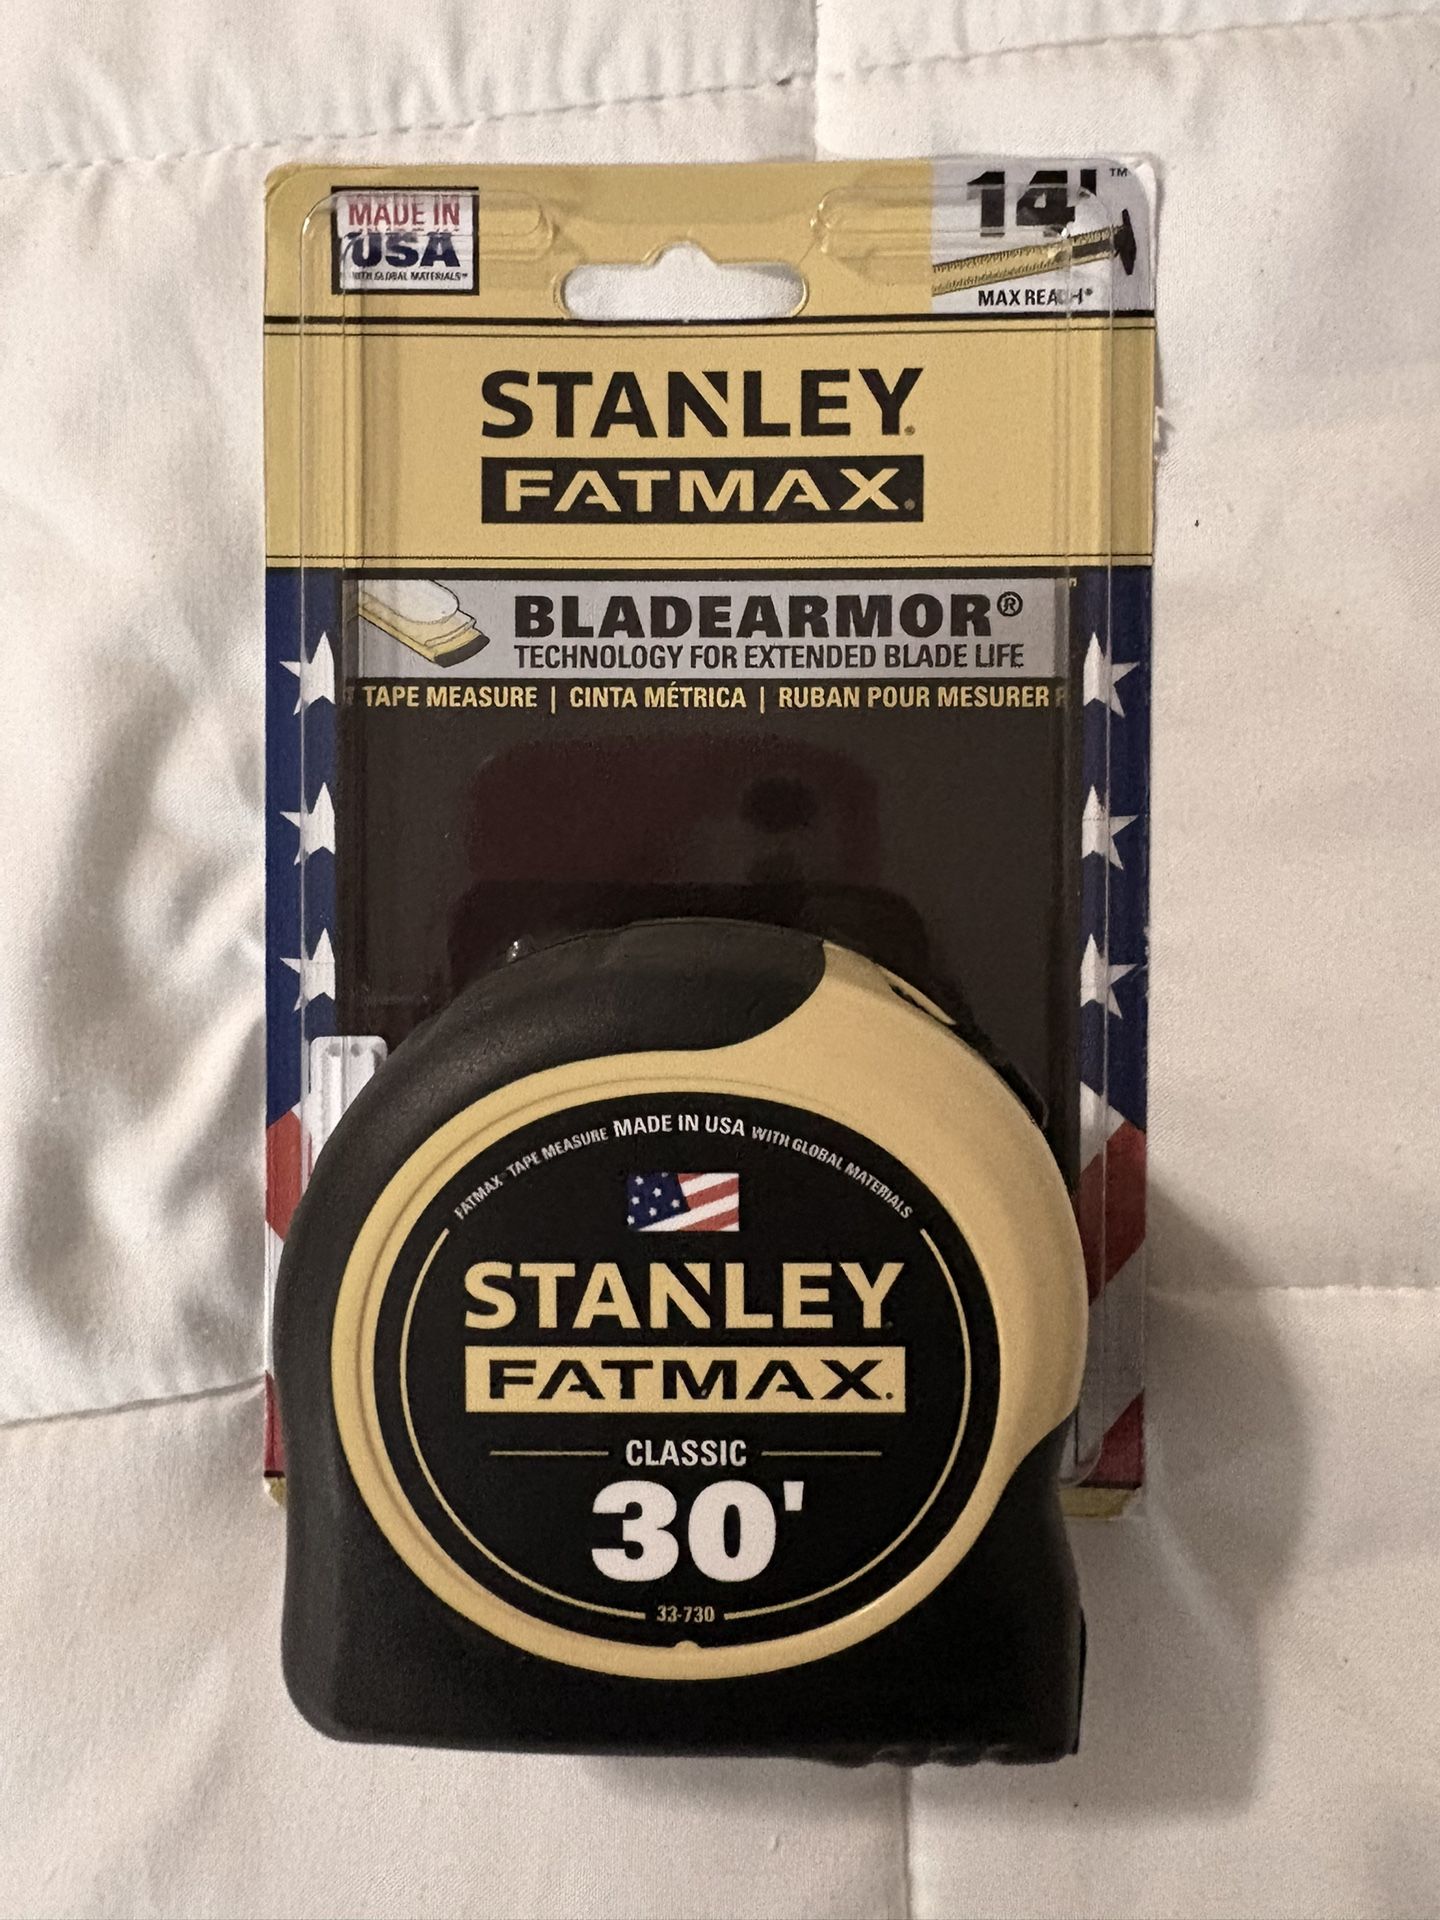 MADE IN
USA
WITH GLOBAL MATERIALS™
14' ™
MAX REACH*
STANLEY®
FATMAX®
BLADEARMOR®
TECHNOLOGY FOR EXTENDED BLADE LIFE
TAPE MEASURE | CINTA MÉTRICA | RUBAN POUR MESURER
FATMAX® TAPE MEASURE MADE IN USA WITH GLOBAL MATERIALS
STANLEY®
FATMAX®
CLASSIC
30'
33-730